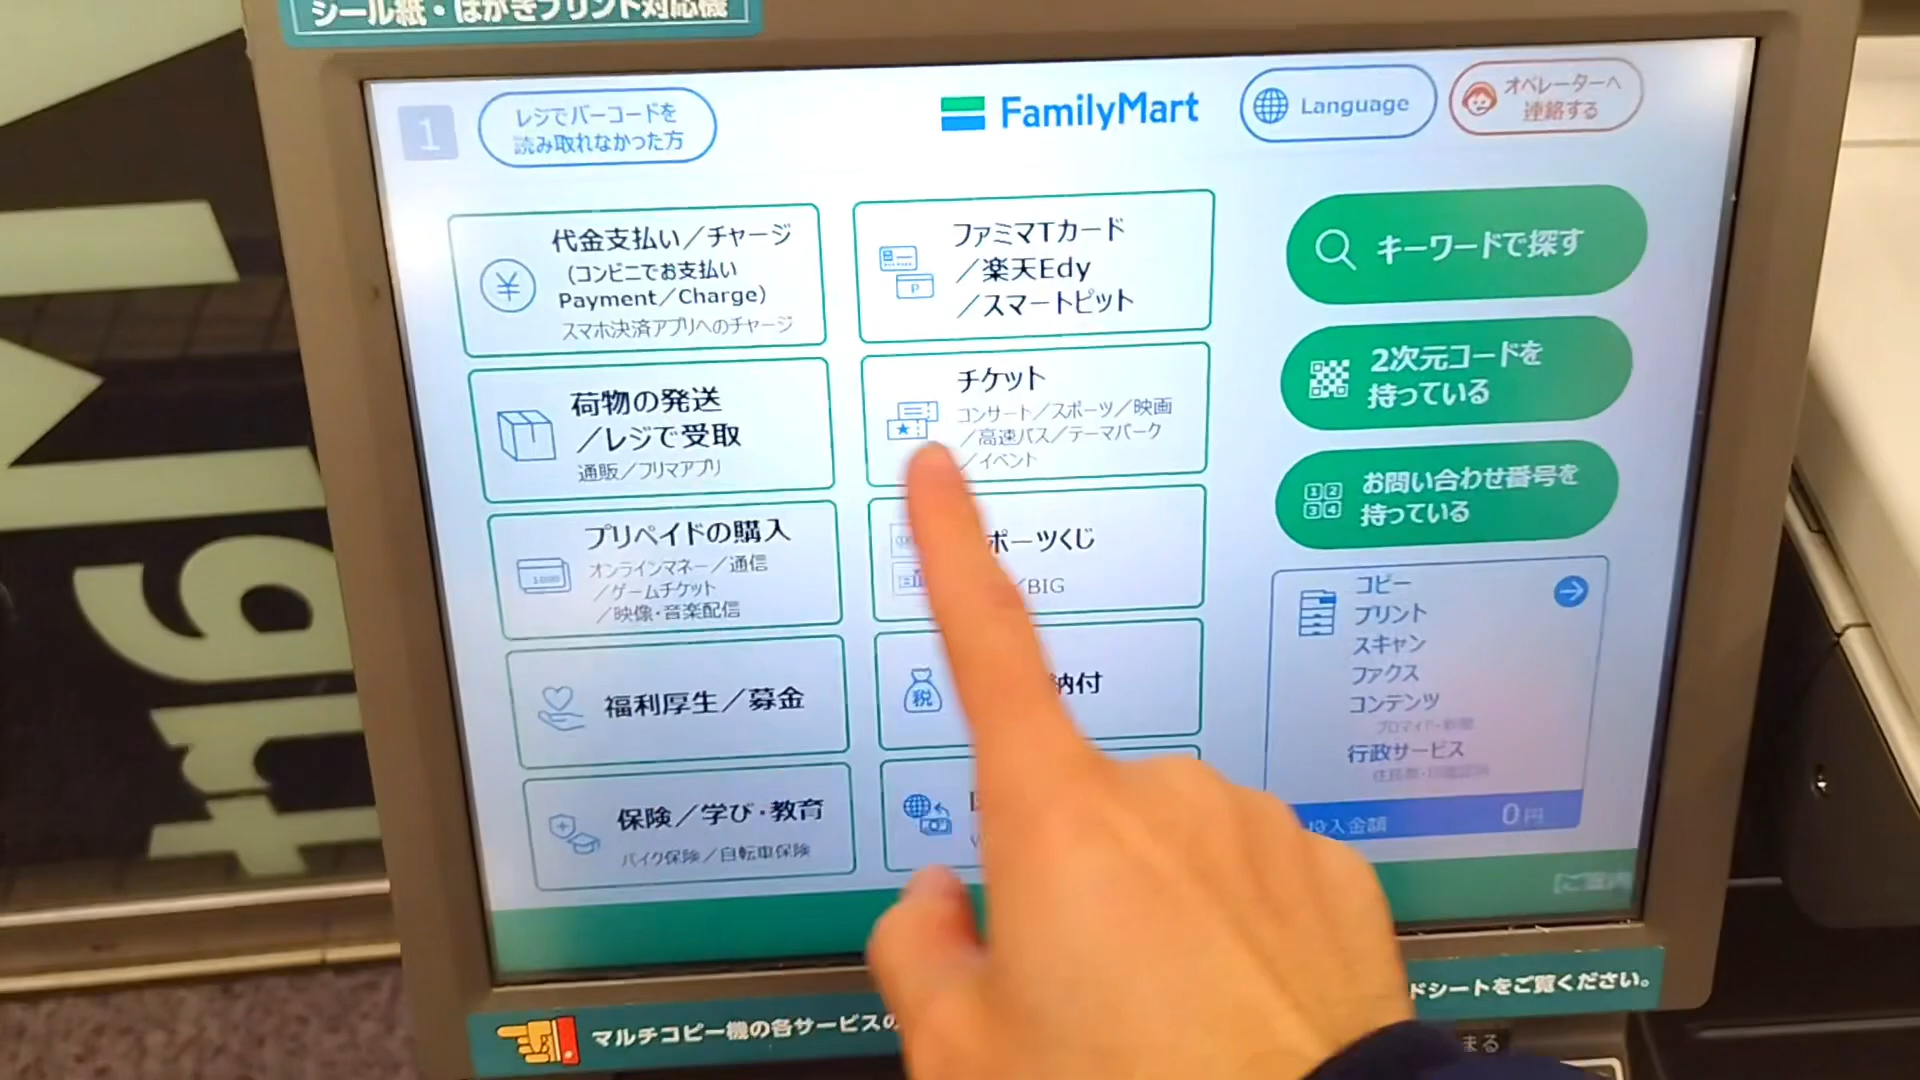 シール紙・はがきプリント対応機
1
レジでバーコードを
読み取れなかった方
FamilyMart
Language
オペレーターへ
連絡する
代金支払い／チャージ
(コンビニでお支払い
Payment／Charge)
スマホ決済アプリへのチャージ
ファミマTカード
／楽天Edy
／スマートピット
キーワードで探す
荷物の発送
／レジで受取
通販／フリマアプリ
チケット
コンサート／スポーツ／映画
／高速バス／テーマパーク
／イベント
2次元コードを
持っている
プリペイドの購入
オンラインマネー／通信
／ゲームチケット
／映像・音楽配信
ポーツくじ
／BIG
お問い合わせ番号を
持っている
福利厚生／募金
税
納付
コピー
プリント
スキャン
ファクス
コンテンツ
ブロマイド・新聞
行政サービス
保険／学び・教育
バイク保険／自転車保険
投入金額 0円
[ご案内
マルチコピー機の各サービスの
ドシートをご覧ください。
まる